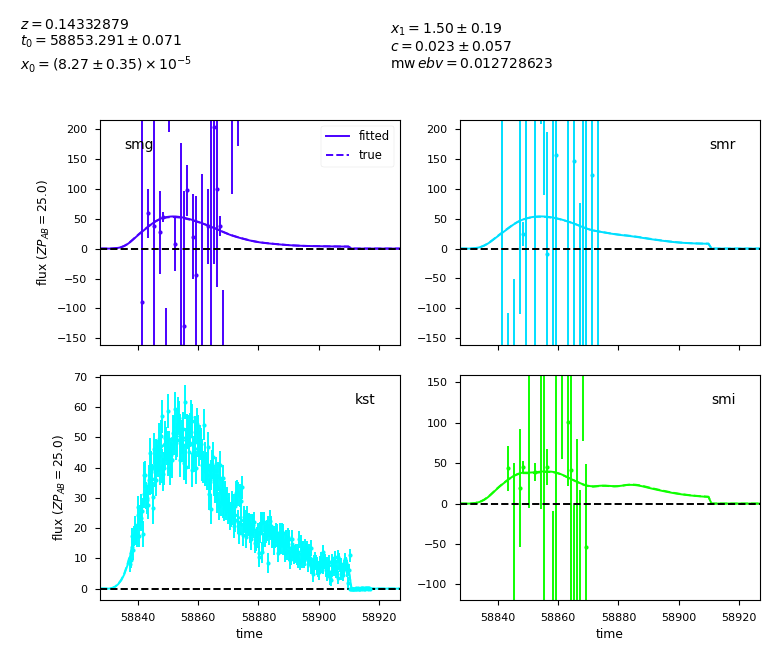 z = 0.14332879
t₀ = 58853.291 ± 0.071
x₀ = (8.27 ± 0.35) × 10⁻⁵
x₁ = 1.50 ± 0.19
c = 0.023 ± 0.057
mw ebv = 0.012728623
smg
fitted
true
200
150
100
50
0
−50
−100
−150
flux (ZP_AB = 25.0)
smr
200
150
100
50
0
−50
−100
−150
kst
70
60
50
40
30
20
10
0
flux (ZP_AB = 25.0)
58840 58860 58880 58900 58920
time
smi
150
100
50
0
−50
−100
58840 58860 58880 58900 58920
time